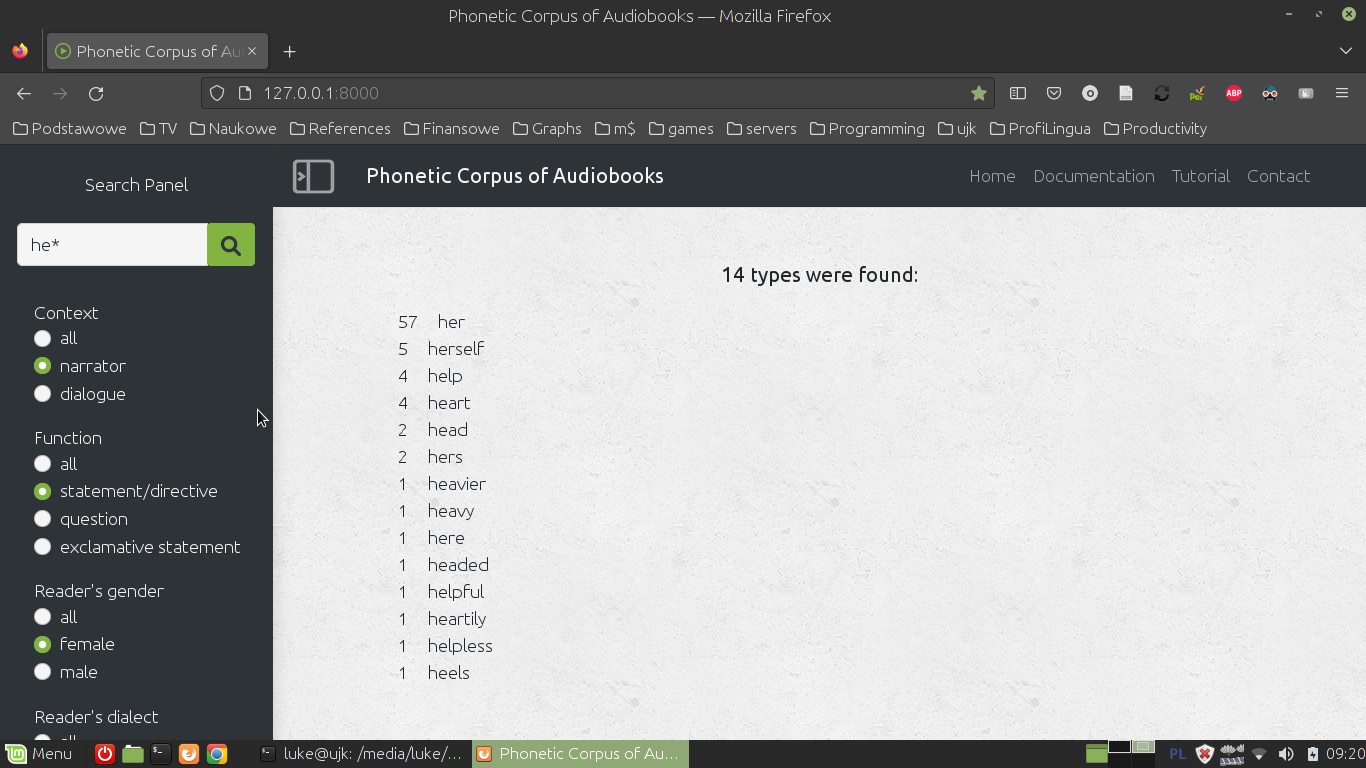 Phonetic Corpus of Audiobooks — Mozilla Firefox
Phonetic Corpus of Au
127.0.0.1:8000
ABP
Podstawowe TV Naukowe References Finansowe Graphs m$ games servers Programming ujk ProfiLingua Productivity
Search Panel
Phonetic Corpus of Audiobooks
Home Documentation Tutorial Contact
he*
Context
all
narrator
dialogue
Function
all
statement/directive
question
exclamative statement
Reader's gender
all
female
male
Reader's dialect
all
14 types were found:
57 her
5 herself
4 help
4 heart
2 head
2 hers
1 heavier
1 heavy
1 here
1 headed
1 helpful
1 heartily
1 helpless
1 heels
Menu luke@ujk: /media/luke/... Phonetic Corpus of Au... PL 09:20